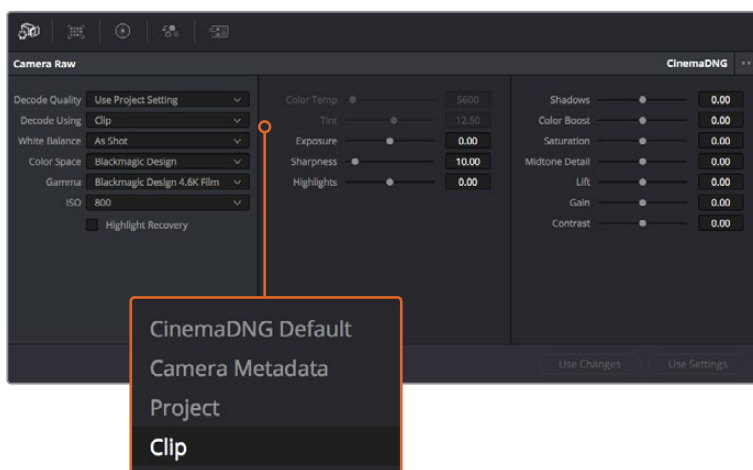 Camera Raw
CinemaDNG
Decode Quality Use Project Setting
Decode Using Clip
White Balance As Shot
Color Space Blackmagic Design
Gamma Blackmagic Design 4.6K Film
ISO 800
Highlight Recovery
Color Temp 5600
Tint 12.50
Exposure 0.00
Sharpness 10.00
Highlights 0.00
Shadows 0.00
Color Boost 0.00
Saturation 0.00
Midtone Detail 0.00
Lift 0.00
Gain 0.00
Contrast 0.00
Use Changes
Use Settings
CinemaDNG Default
Camera Metadata
Project
Clip